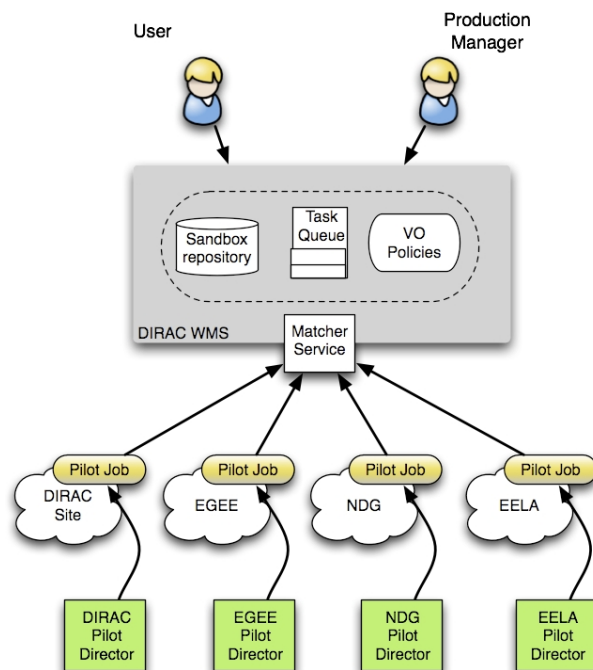 User
Production
Manager
Sandbox
repository
Task
Queue
VO
Policies
DIRAC WMS
Matcher
Service
Pilot Job
Pilot Job
Pilot Job
Pilot Job
DIRAC
Site
EGEE
NDG
EELA
DIRAC
Pilot
Director
EGEE
Pilot
Director
NDG
Pilot
Director
EELA
Pilot
Director